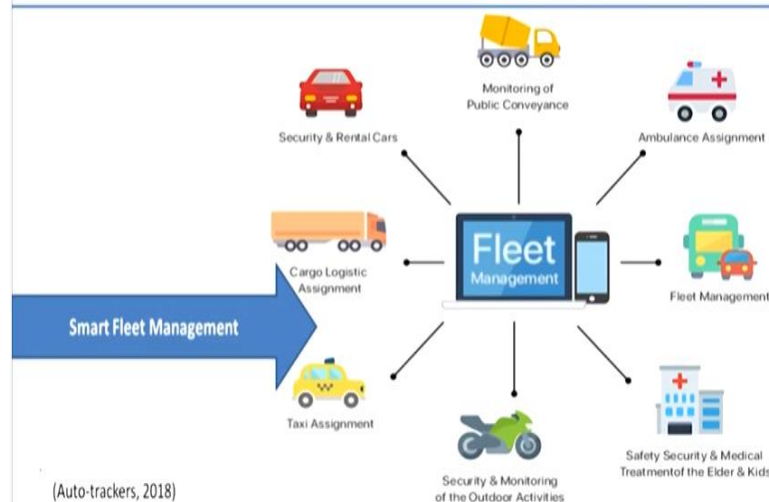 Monitoring of
Public Conveyance
Security & Rental Cars
Ambulance Assignment
Fleet
Management
Cargo Logistic
Assignment
Fleet Management
Smart Fleet Management
Taxi Assignment
Safety Security & Medical
Treatmentof the Elder & Kids
Security & Monitoring
of the Outdoor Activities
(Auto-trackers, 2018)